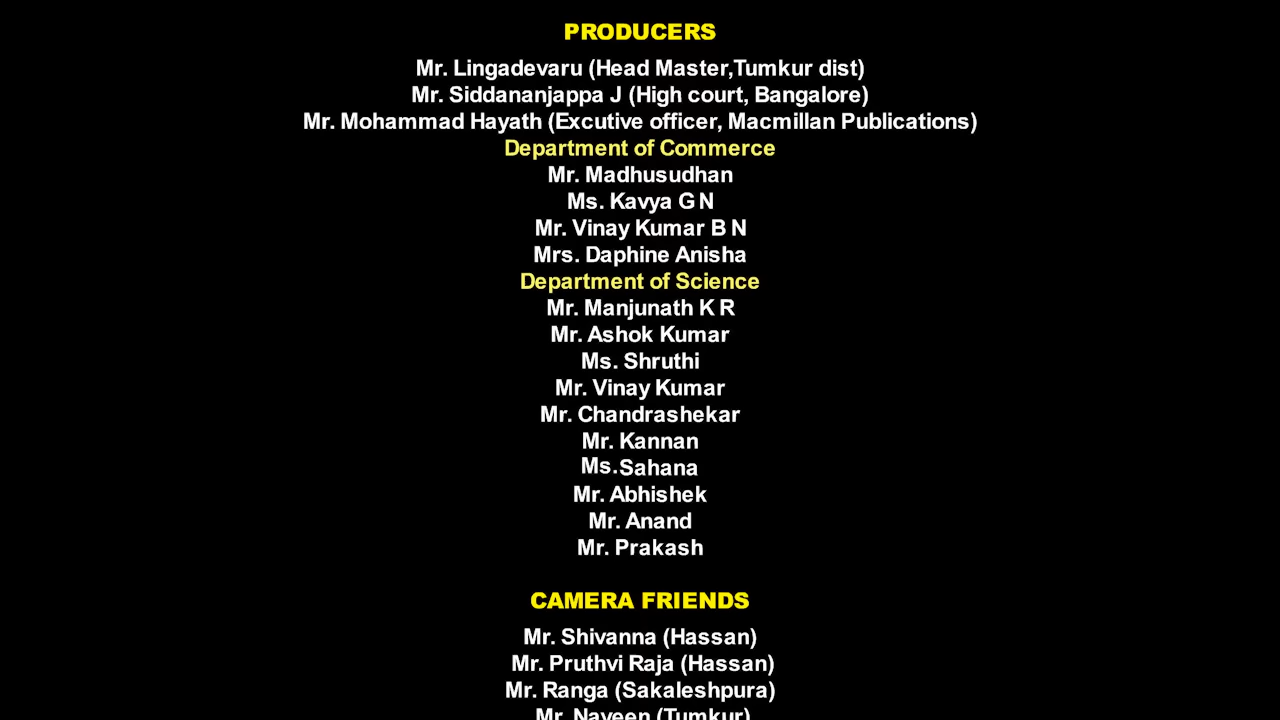 PRODUCERS
Mr. Lingadevaru (Head Master,Tumkur dist)
Mr. Siddananjappa J (High court, Bangalore)
Mr. Mohammad Hayath (Excutive officer, Macmillan Publications)
Department of Commerce
Mr. Madhusudhan
Ms. Kavya G N
Mr. Vinay Kumar B N
Mrs. Daphine Anisha
Department of Science
Mr. Manjunath K R
Mr. Ashok Kumar
Ms. Shruthi
Mr. Vinay Kumar
Mr. Chandrashekar
Mr. Kannan
Ms. Sahana
Mr. Abhishek
Mr. Anand
Mr. Prakash
CAMERA FRIENDS
Mr. Shivanna (Hassan)
Mr. Pruthvi Raja (Hassan)
Mr. Ranga (Sakaleshpura)
Mr. Naveen (Tumkur)